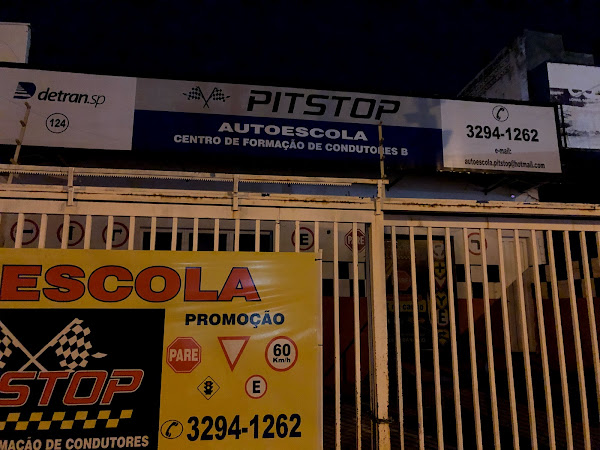 detran.sp
124
PITSTOP
AUTOESCOLA
CENTRO DE FORMAÇÃO DE CONDUTORES B
3294-1262
e-mail:
autoescola.pitstop@hotmail.com
E
PARE
ESCOLA
PROMOÇÃO
PARE
60
Km/h
STOP
E
MAÇÃO DE CONDUTORES
3294-1262